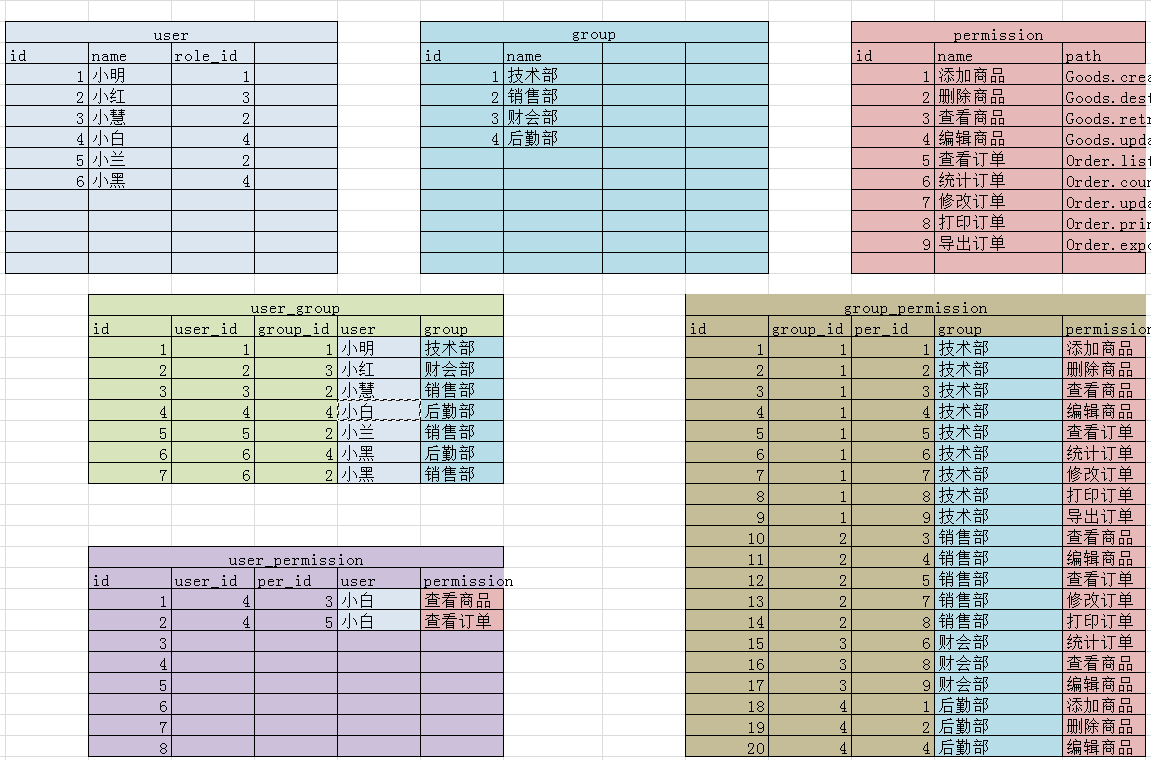 user
id name role_id
1 小明 1
2 小红 3
3 小慧 2
4 小白 4
5 小兰 2
6 小黑 4
group
id name
1 技术部
2 销售部
3 财会部
4 后勤部
permission
id name path
1 添加商品 Goods.crea
2 删除商品 Goods.dest
3 查看商品 Goods.retr
4 编辑商品 Goods.upda
5 查看订单 Order.list
6 统计订单 Order.coun
7 修改订单 Order.upda
8 打印订单 Order.prin
9 导出订单 Order.expo
user_group
id user_id group_id user group
1 1 1 小明 技术部
2 2 3 小红 财会部
3 3 2 小慧 销售部
4 4 4 小白 后勤部
5 5 2 小兰 销售部
6 6 4 小黑 后勤部
7 6 2 小黑 销售部
user_permission
id user_id per_id user permission
1 4 3 小白 查看商品
2 4 5 小白 查看订单
3
4
5
6
7
8
group_permission
id group_id per_id group permission
1 1 1 技术部 添加商品
2 1 2 技术部 删除商品
3 1 3 技术部 查看商品
4 1 4 技术部 编辑商品
5 1 5 技术部 查看订单
6 1 6 技术部 统计订单
7 1 7 技术部 修改订单
8 1 8 技术部 打印订单
9 1 9 技术部 导出订单
10 2 3 销售部 查看商品
11 2 4 销售部 编辑商品
12 2 5 销售部 查看订单
13 2 7 销售部 修改订单
14 2 8 销售部 打印订单
15 3 6 财会部 统计订单
16 3 8 财会部 查看商品
17 3 9 财会部 编辑商品
18 4 1 后勤部 添加商品
19 4 2 后勤部 删除商品
20 4 4 后勤部 编辑商品